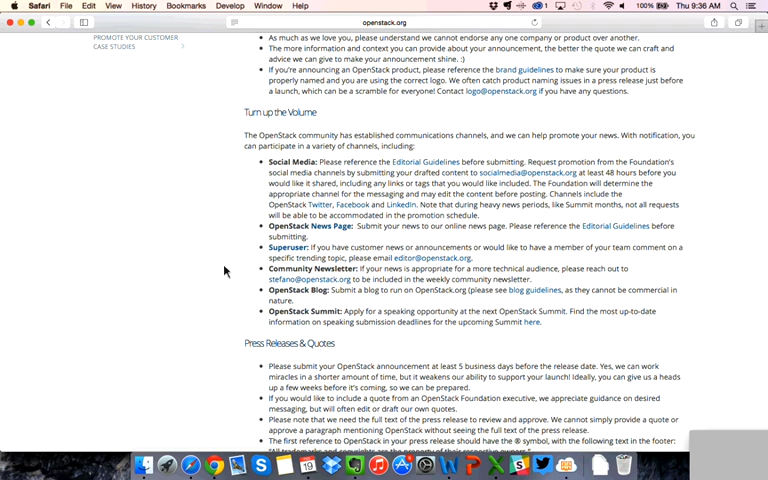 Safari File Edit View History Bookmarks Develop Window Help 1 100% Thu 9:36 AM
openstack.org
PROMOTE YOUR CUSTOMER
CASE STUDIES
As much as we love you, please understand we cannot endorse any one company or product over another.
The more information and context you can provide about your announcement, the better the quote we can craft and
advice we can give to make your announcement shine. :)
If you're announcing an OpenStack product, please reference the brand guidelines to make sure your product is
properly named and you are using the correct logo. We often catch product naming issues in a press release just before
a launch, which can be a scramble for everyone! Contact logo@openstack.org if you have any questions.
Turn up the Volume
The OpenStack community has established communications channels, and we can help promote your news. With notification, you
can participate in a variety of channels, including:
Social Media: Please reference the Editorial Guidelines before submitting. Request promotion from the Foundation's
social media channels by submitting your drafted content to socialmedia@openstack.org at least 48 hours before you
would like it shared, including any links or tags that you would like included. The Foundation will determine the
appropriate channel for the messaging and may edit the content before posting. Channels include the
OpenStack Twitter, Facebook and LinkedIn. Note that during heavy news periods, like Summit months, not all requests
will be able to be accommodated in the promotion schedule.
OpenStack News Page: Submit your news to our online news page. Please reference the Editorial Guidelines before
submitting.
Superuser: If you have customer news or announcements or would like to have a member of your team comment on a
specific trending topic, please email editor@openstack.org.
Community Newsletter: If your news is appropriate for a more technical audience, please reach out to
stefano@openstack.org to be included in the weekly community newsletter.
OpenStack Blog: Submit a blog to run on OpenStack.org (please see blog guidelines, as they cannot be commercial in
nature.
OpenStack Summit: Apply for a speaking opportunity at the next OpenStack Summit. Find the most up-to-date
information on speaking submission deadlines for the upcoming Summit here.
Press Releases & Quotes
Please submit your OpenStack announcement at least 5 business days before the release date. Yes, we can work
miracles in a shorter amount of time, but it weakens our ability to support your launch! Ideally, you can give us a heads
up a few weeks before it's coming, so we can be prepared.
If you would like to include a quote from an OpenStack Foundation executive, we appreciate guidance on desired
messaging, but will often edit or draft our own quotes.
Please note that we need the full text of the press release to review and approve. We cannot simply provide a quote or
approve a paragraph mentioning OpenStack without seeing the full text of the press release.
The first reference to OpenStack in your press release should have the ® symbol, with the following text in the footer:
"All trademarks and copyrights are the property of their respective owners."
19